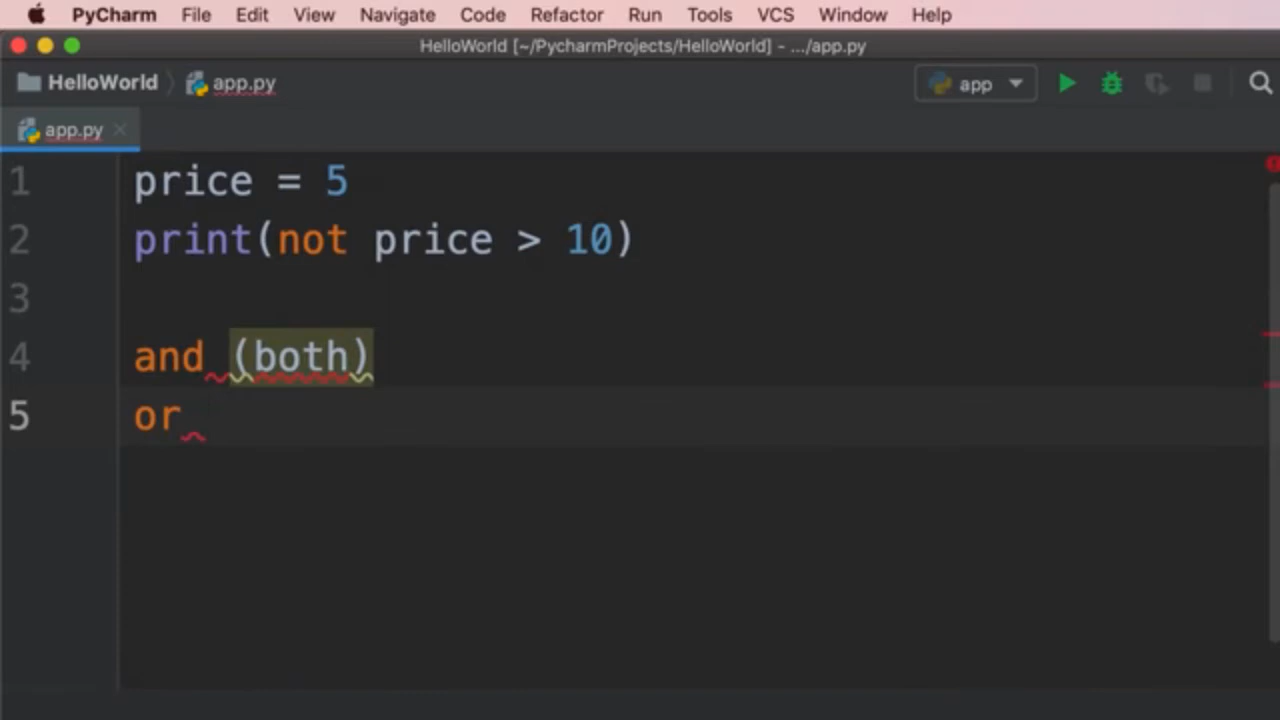 PyCharm File Edit View Navigate Code Refactor Run Tools VCS Window Help
HelloWorld [~/PycharmProjects/HelloWorld] - .../app.py
HelloWorld app.py app
app.py
1 price = 5
2 print(not price > 10)
3
4 and (both)
5 or